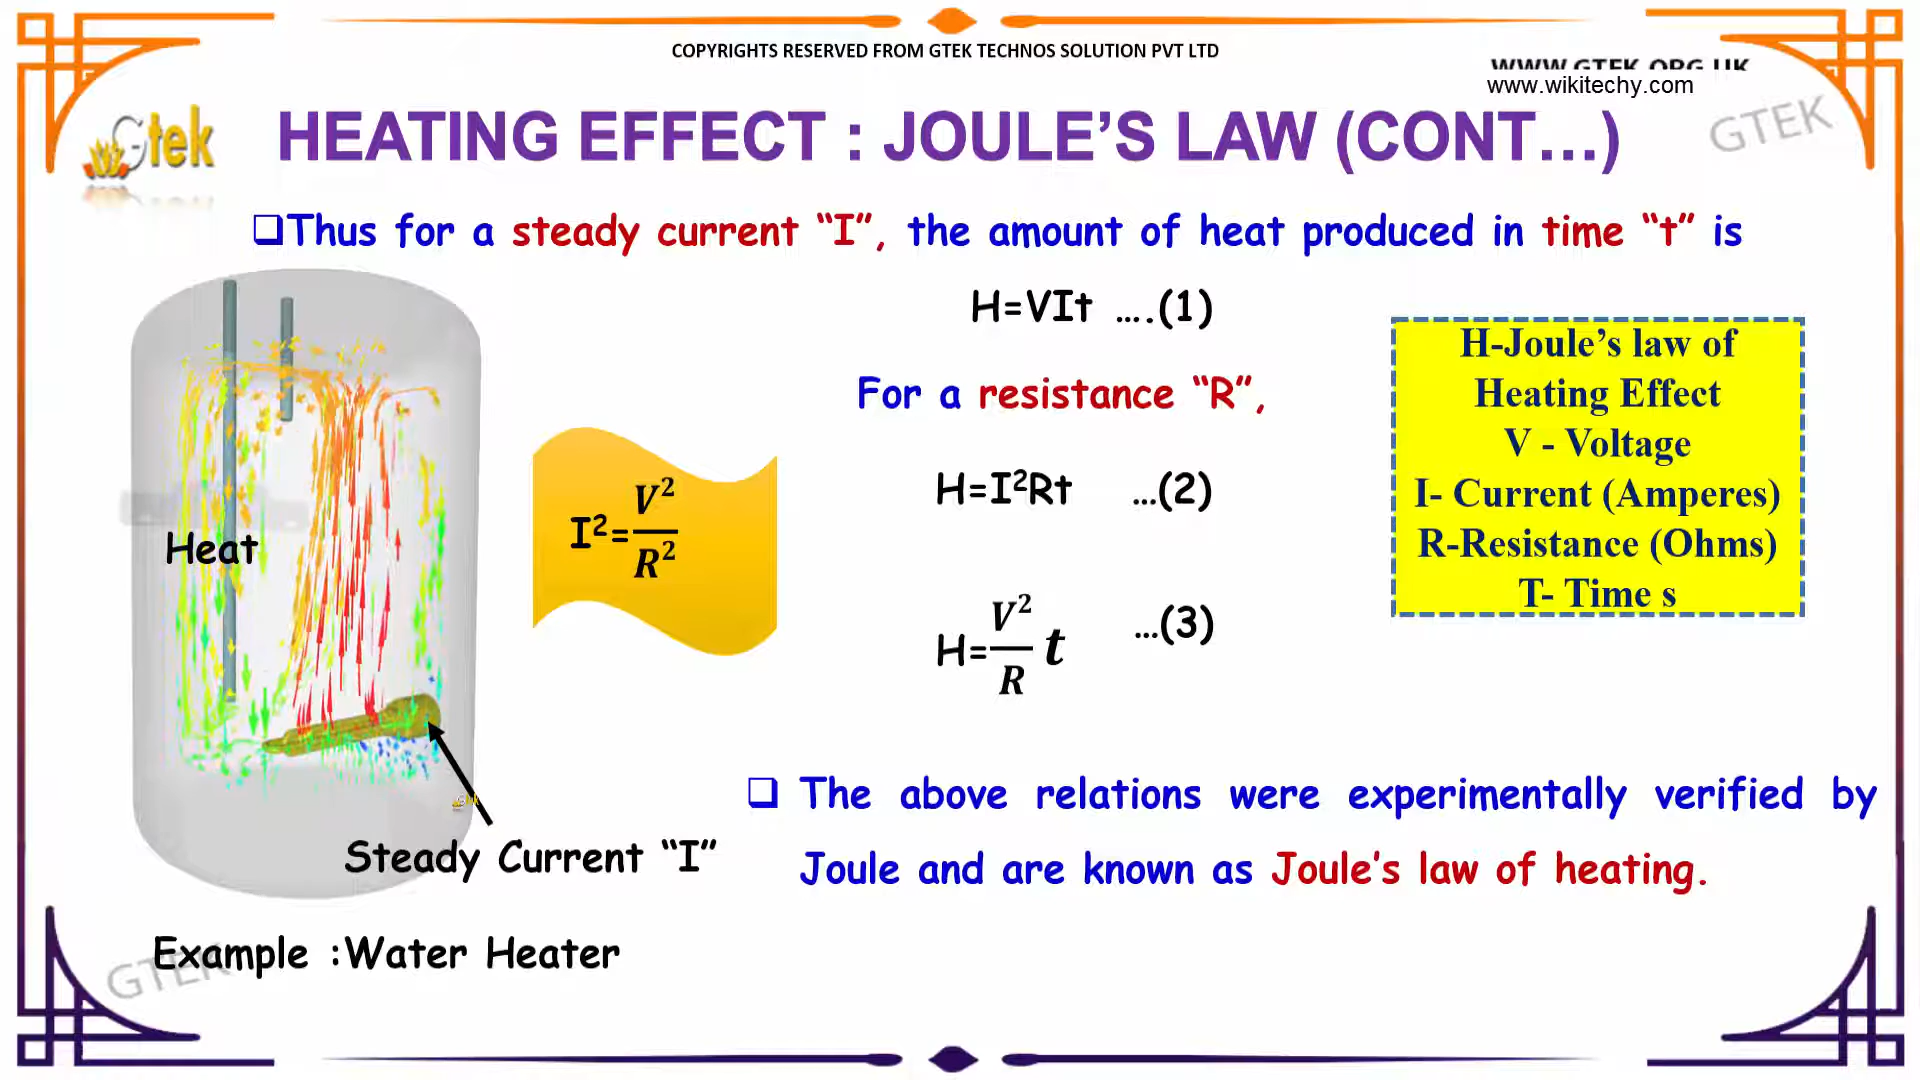 COPYRIGHTS RESERVED FROM GTEK TECHNOS SOLUTION PVT LTD
WWW.GTEK.ORG.UK
www.wikitechy.com
Gtek
HEATING EFFECT : JOULE’S LAW (CONT…)
GTEK
❑Thus for a steady current “I”, the amount of heat produced in time “t” is
H=VIt ….(1)
For a resistance “R”,
H=I²Rt …(2)
H=V²/R t …(3)
I²=V²/R²
H-Joule’s law of
Heating Effect
V - Voltage
I- Current (Amperes)
R-Resistance (Ohms)
T- Time s
Heat
Steady Current “I”
❑ The above relations were experimentally verified by
Joule and are known as Joule’s law of heating.
Example :Water Heater
GTEK